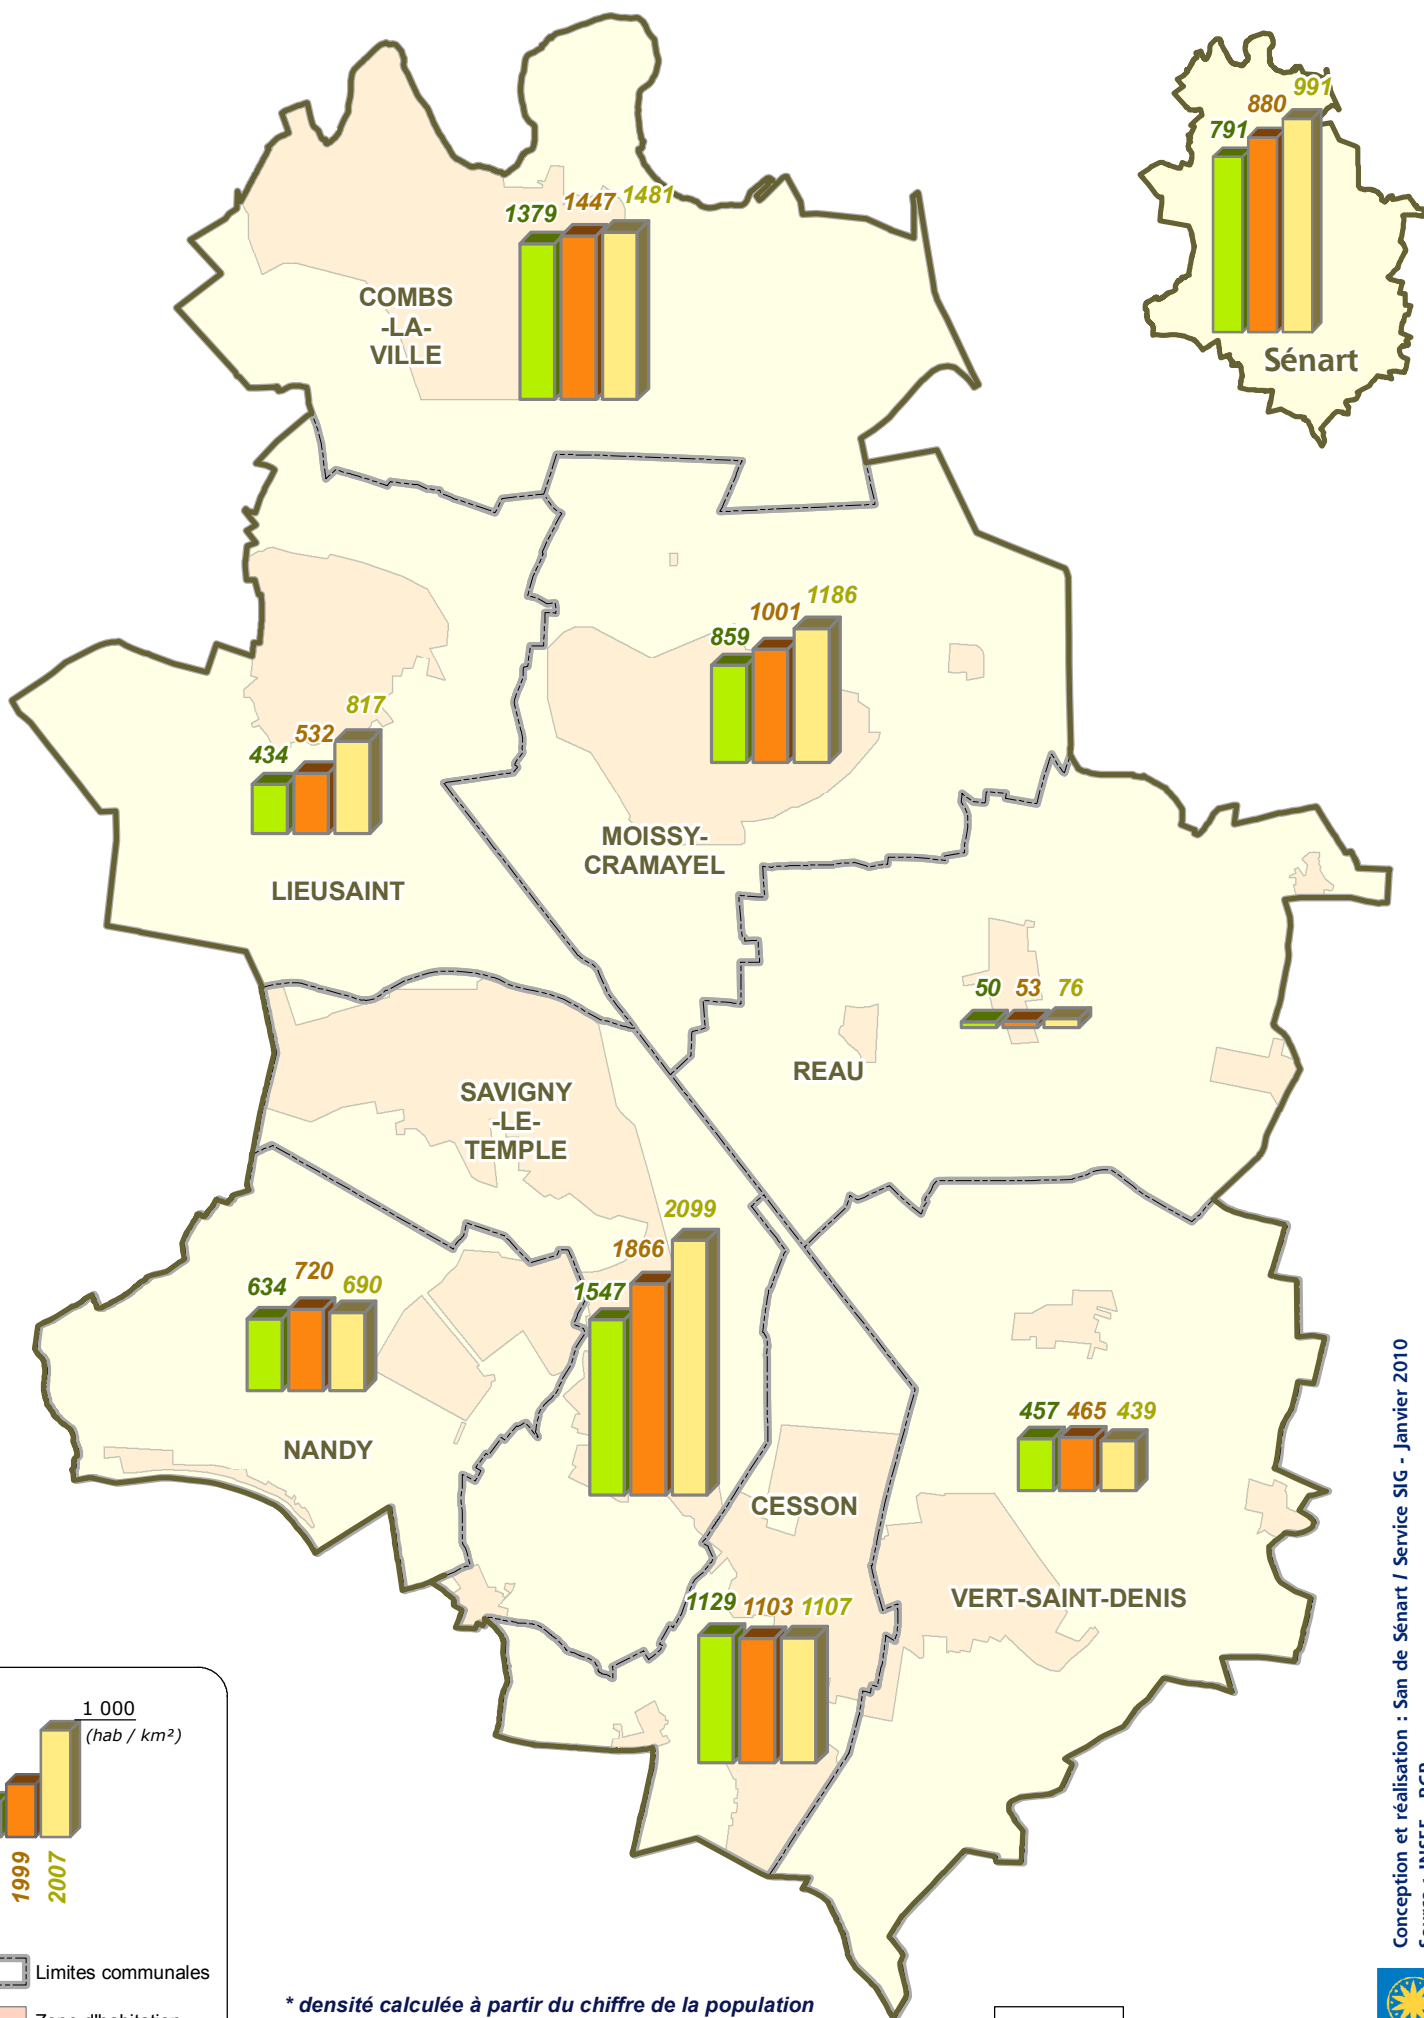 991
880
791
Sénart
1379 1447 1481
COMBS
-LA-
VILLE
859 1001 1186
MOISSY-
CRAMAYEL
434 532 817
LIEUSAINT
50 53 76
REAU
SAVIGNY
-LE-
TEMPLE
1547 1866 2099
634 720 690
NANDY
457 465 439
VERT-SAINT-DENIS
CESSON
1129 1103 1107
1 000
(hab / km²)
1999
2007
Limites communales
* densité calculée à partir du chiffre de la population
Conception et réalisation : San de Sénart / Service SIG - Janvier 2010